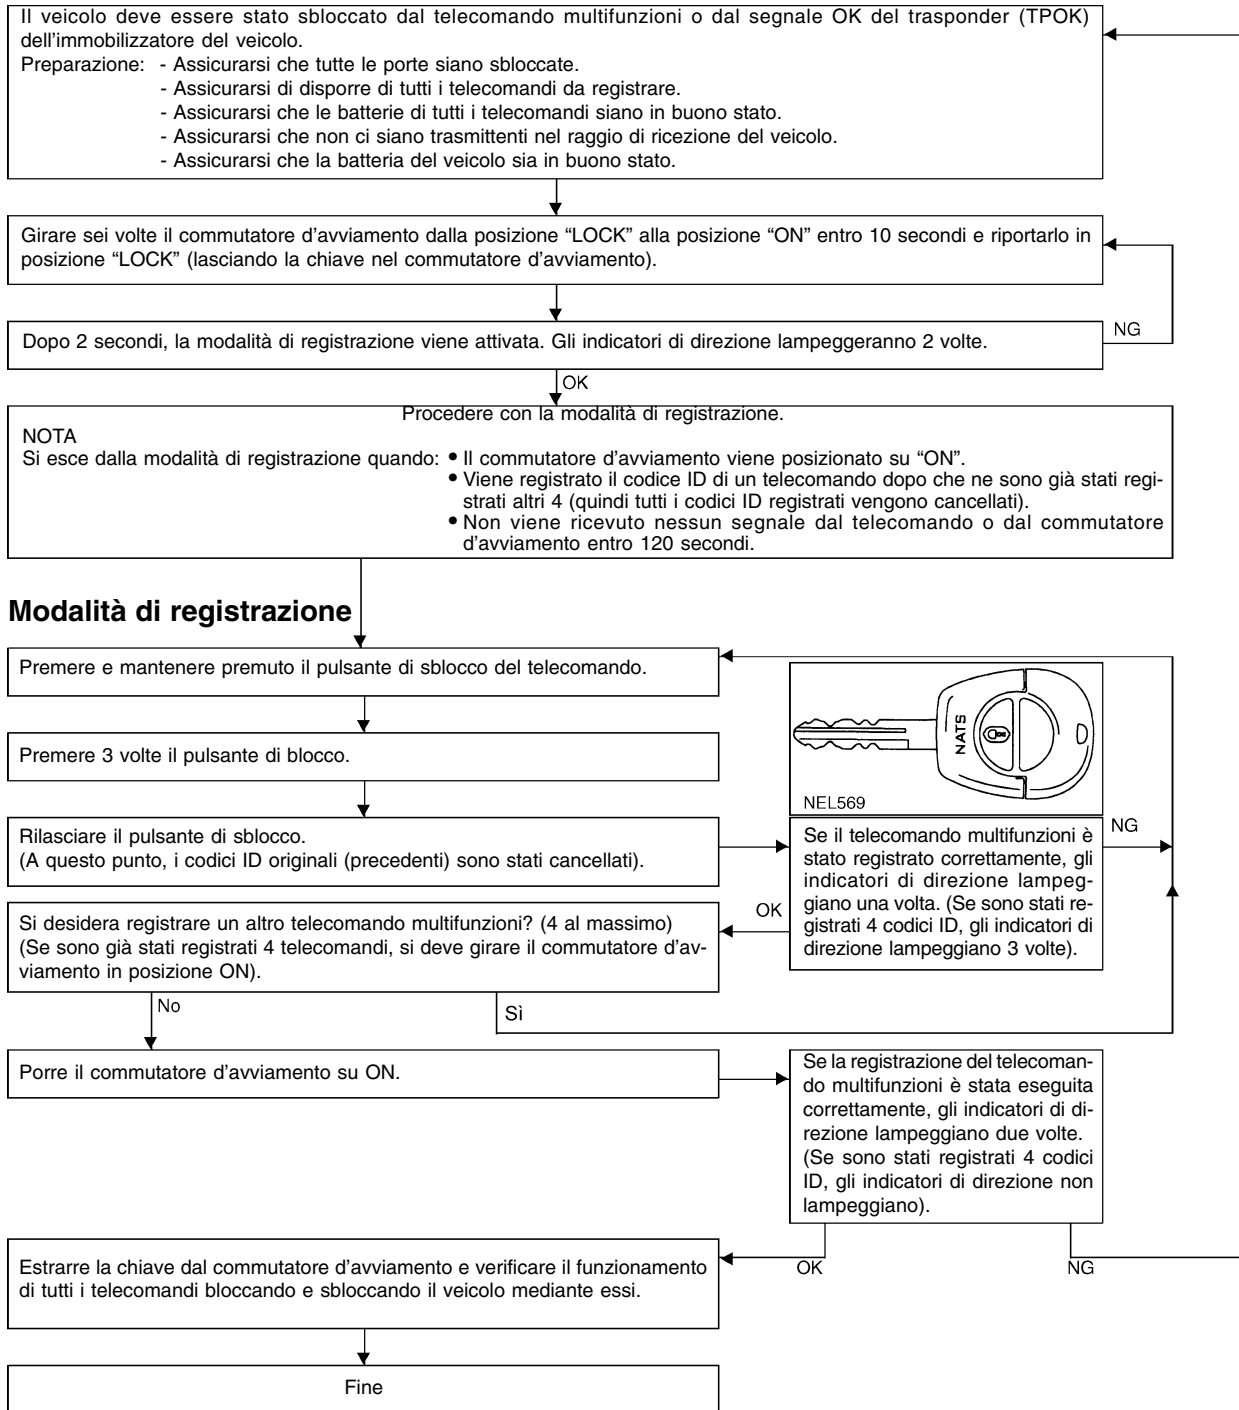 Il veicolo deve essere stato sbloccato dal telecomando multifunzioni o dal segnale OK del trasponder (TPOK)
dell'immobilizzatore del veicolo.
Preparazione: - Assicurarsi che tutte le porte siano sbloccate.
- Assicurarsi di disporre di tutti i telecomandi da registrare.
- Assicurarsi che le batterie di tutti i telecomandi siano in buono stato.
- Assicurarsi che non ci siano trasmittenti nel raggio di ricezione del veicolo.
- Assicurarsi che la batteria del veicolo sia in buono stato.
Girare sei volte il commutatore d'avviamento dalla posizione “LOCK” alla posizione “ON” entro 10 secondi e riportarlo in
posizione “LOCK” (lasciando la chiave nel commutatore d'avviamento).
Dopo 2 secondi, la modalità di registrazione viene attivata. Gli indicatori di direzione lampeggeranno 2 volte.
NG
OK
Procedere con la modalità di registrazione.
NOTA
Si esce dalla modalità di registrazione quando: • Il commutatore d'avviamento viene posizionato su “ON”.
• Viene registrato il codice ID di un telecomando dopo che ne sono già stati regi-
strati altri 4 (quindi tutti i codici ID registrati vengono cancellati).
• Non viene ricevuto nessun segnale dal telecomando o dal commutatore
d'avviamento entro 120 secondi.
Modalità di registrazione
Premere e mantenere premuto il pulsante di sblocco del telecomando.
Premere 3 volte il pulsante di blocco.
NATS
NEL569
Rilasciare il pulsante di sblocco.
(A questo punto, i codici ID originali (precedenti) sono stati cancellati).
Se il telecomando multifunzioni è
stato registrato correttamente, gli
indicatori di direzione lampeg-
giano una volta. (Se sono stati re-
gistrati 4 codici ID, gli indicatori di
direzione lampeggiano 3 volte).
NG
OK
Si desidera registrare un altro telecomando multifunzioni? (4 al massimo)
(Se sono già stati registrati 4 telecomandi, si deve girare il commutatore d'av-
viamento in posizione ON).
No
Sì
Porre il commutatore d'avviamento su ON.
Se la registrazione del telecoman-
do multifunzioni è stata eseguita
correttamente, gli indicatori di di-
rezione lampeggiano due volte.
(Se sono stati registrati 4 codici
ID, gli indicatori di direzione non
lampeggiano).
OK
NG
Estrarre la chiave dal commutatore d'avviamento e verificare il funzionamento
di tutti i telecomandi bloccando e sbloccando il veicolo mediante essi.
Fine